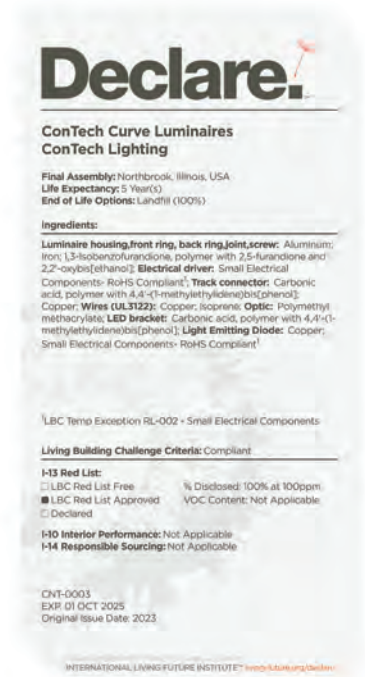 Declare.
ConTech Curve Luminaires
ConTech Lighting
Final Assembly: Northbrook, Illinois, USA
Life Expectancy: 5 Year(s)
End of Life Options: Landfill (100%)
Ingredients:
Luminaire housing,front ring, back ring,joint,screw: Aluminum;
Iron; 1,3-Isobenzofurandione, polymer with 2,5-furandione and
2,2'-oxybis[ethanol]; Electrical driver: Small Electrical
Components- RoHS Compliant¹; Track connector: Carbonic
acid, polymer with 4,4'-(1-methylethylidene)bis[phenol];
Copper; Wires (UL3122): Copper; Isoprene; Optic: Polymethyl
methacrylate; LED bracket: Carbonic acid, polymer with 4,4'-(1-
methylethylidene)bis[phenol]; Light Emitting Diode: Copper;
Small Electrical Components- RoHS Compliant¹
¹LBC Temp Exception RL-002 - Small Electrical Components
Living Building Challenge Criteria: Compliant
I-13 Red List:
□ LBC Red List Free % Disclosed: 100% at 100ppm
■ LBC Red List Approved VOC Content: Not Applicable
□ Declared
I-10 Interior Performance: Not Applicable
I-14 Responsible Sourcing: Not Applicable
CNT-0003
EXP. 01 OCT 2025
Original Issue Date: 2023
INTERNATIONAL LIVING FUTURE INSTITUTE™ living-future.org/declare